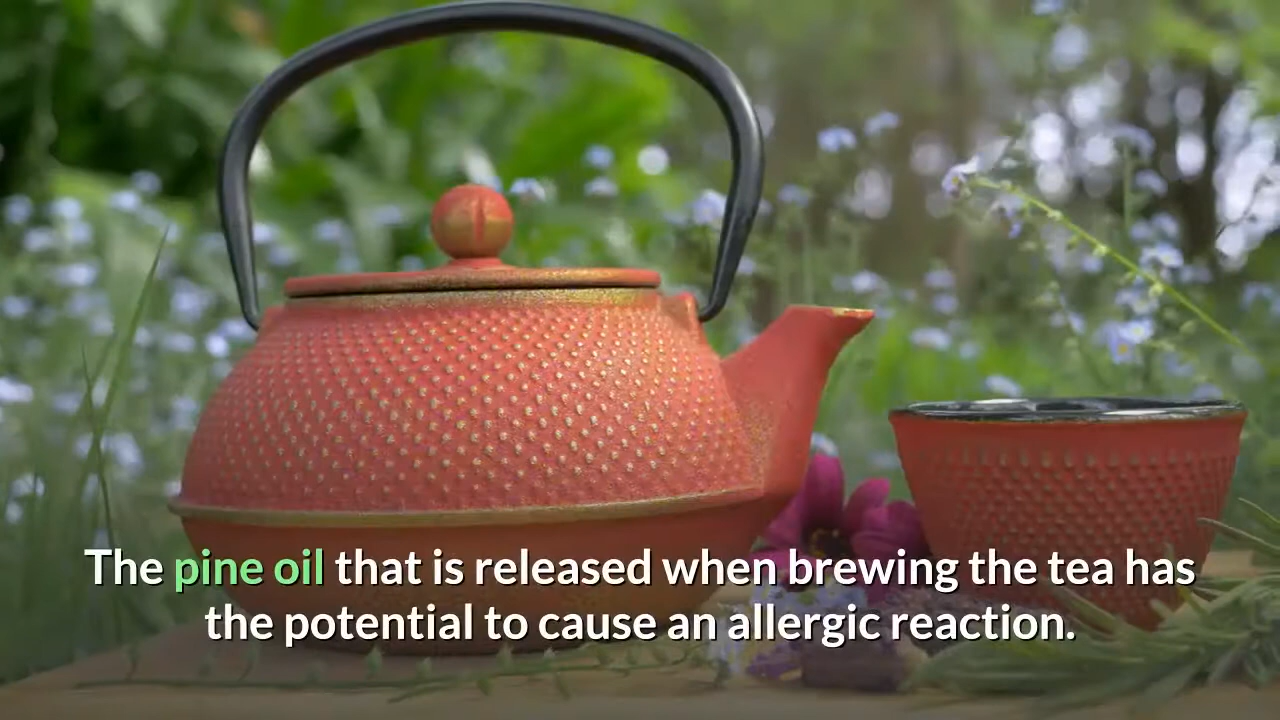 The pine oil that is released when brewing the tea has
the potential to cause an allergic reaction.